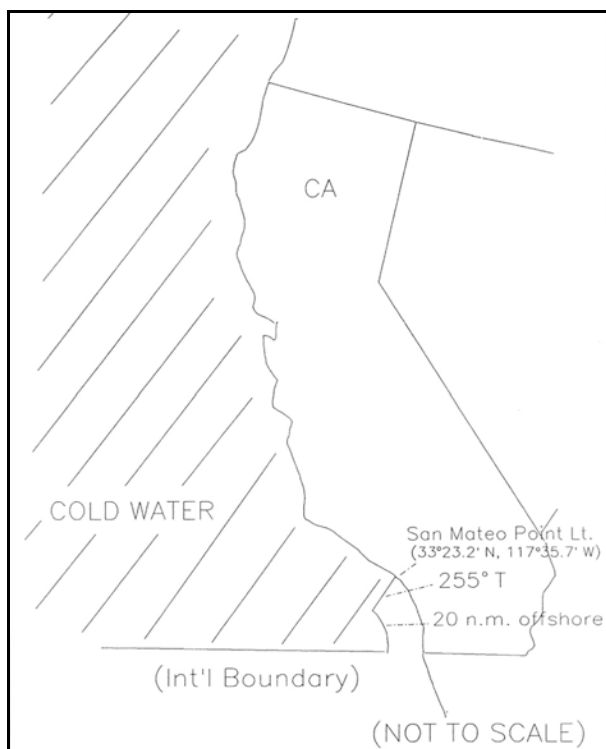 CA
COLD WATER
San Mateo Point Lt.
(33°23.2' N, 117°35.7' W)
255° T
20 n.m. offshore
(Int'l Boundary)
(NOT TO SCALE)